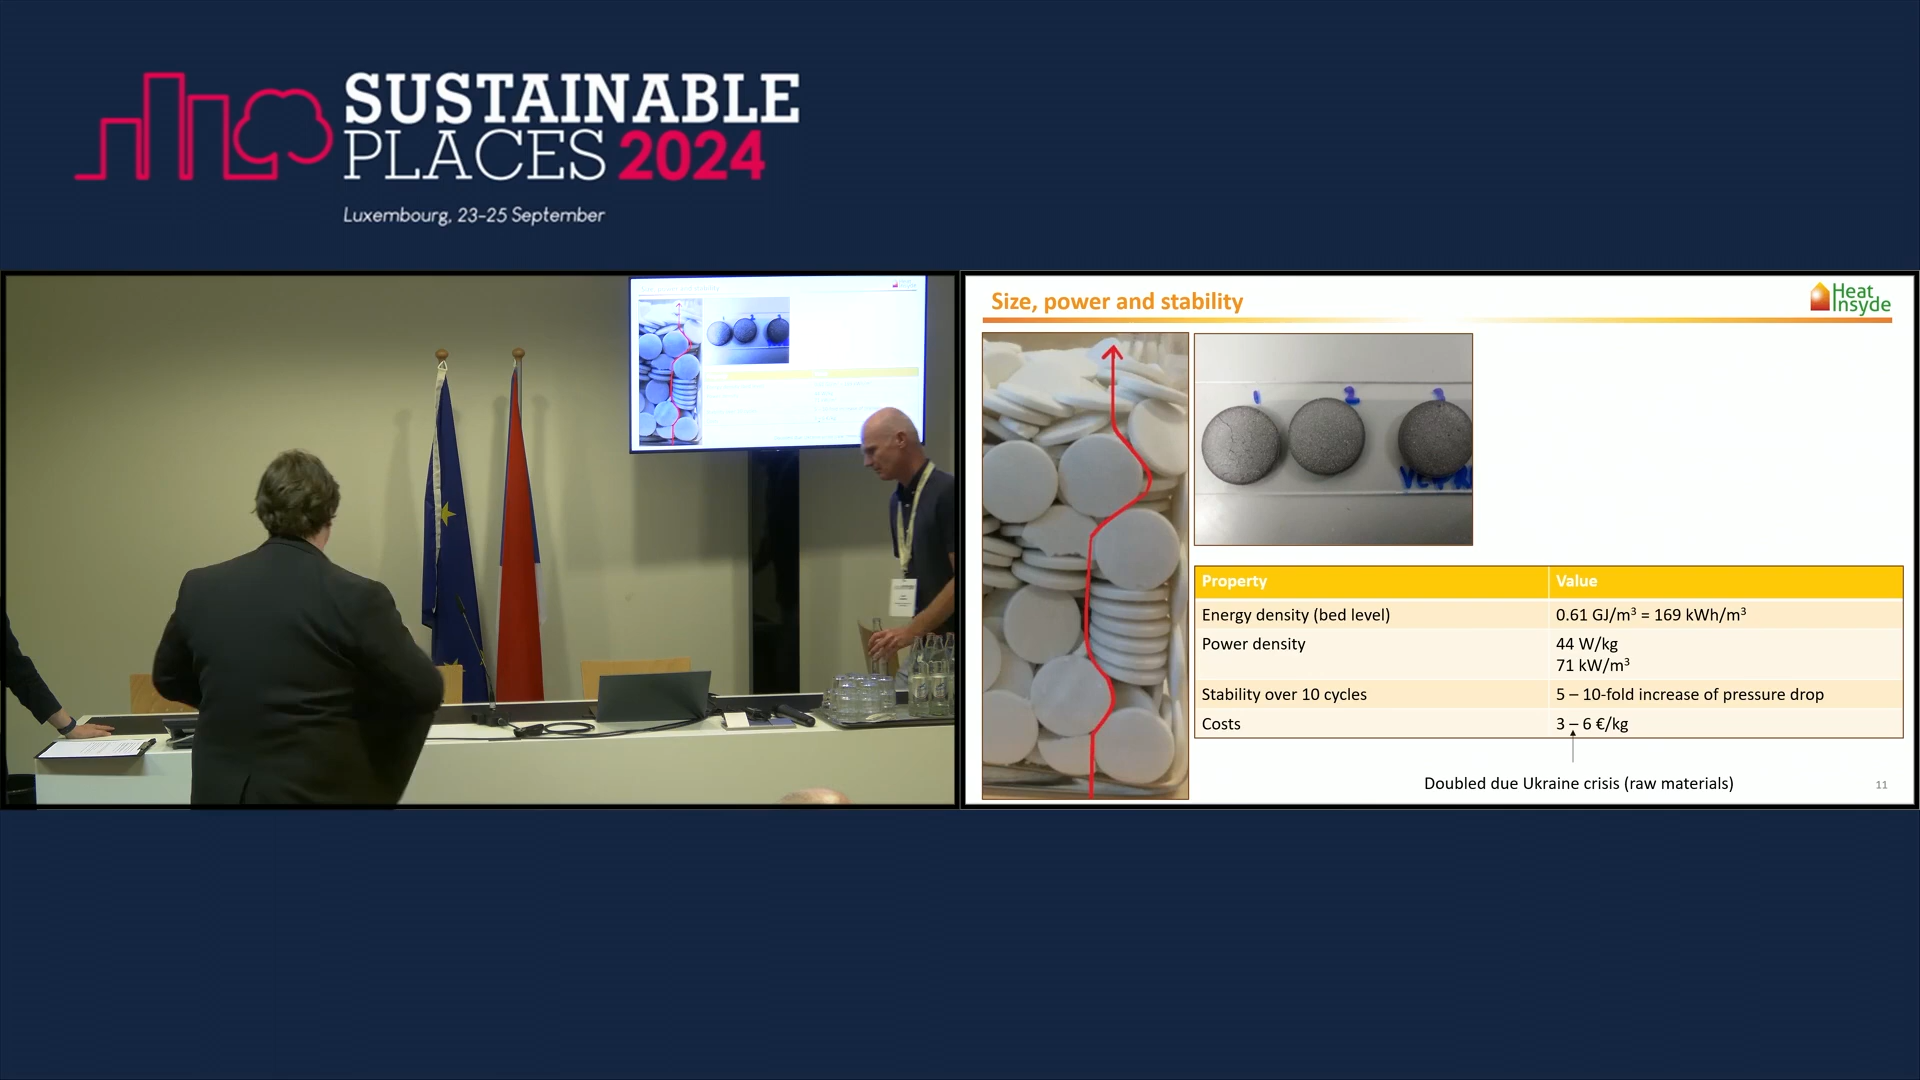 SUSTAINABLE
PLACES 2024
Luxembourg, 23-25 September
Size, power and stability
Heat
Insyde
1 2 3
Property Value
Energy density (bed level) 0.61 GJ/m³ = 169 kWh/m³
Power density 44 W/kg
71 kW/m³
Stability over 10 cycles 5 – 10-fold increase of pressure drop
Costs 3 – 6 €/kg
Doubled due Ukraine crisis (raw materials)
11